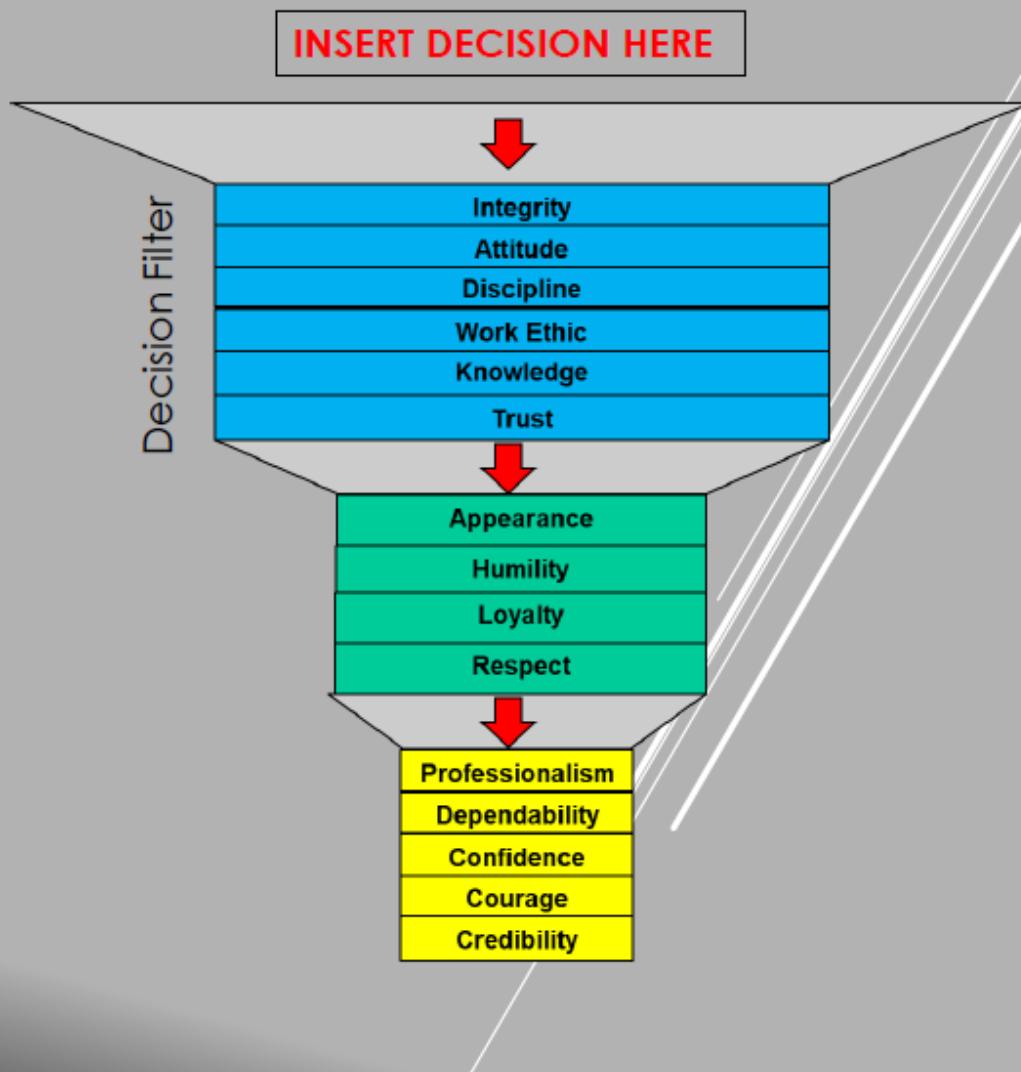 INSERT DECISION HERE
Decision Filter
Integrity
Attitude
Discipline
Work Ethic
Knowledge
Trust
Appearance
Humility
Loyalty
Respect
Professionalism
Dependability
Confidence
Courage
Credibility